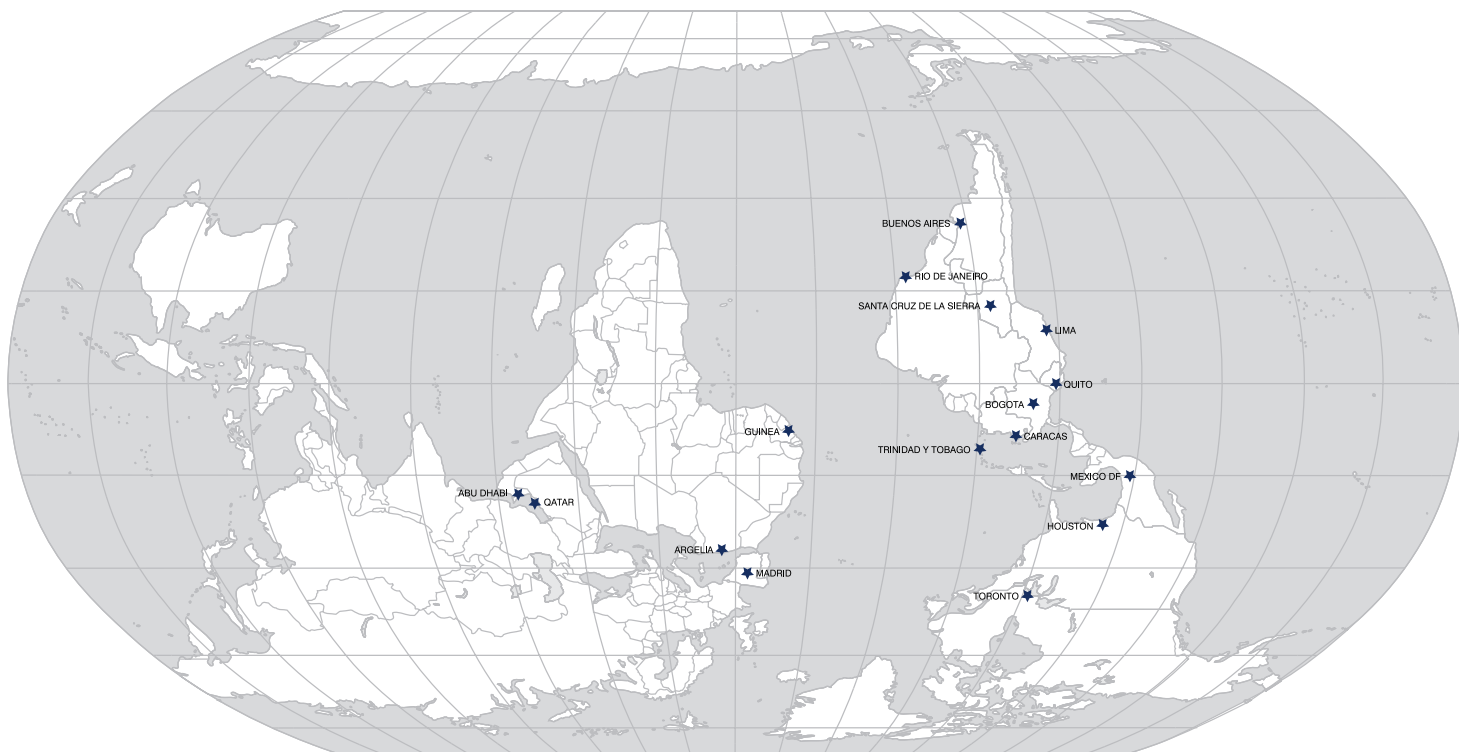 BUENOS AIRES
RIO DE JANEIRO
SANTA CRUZ DE LA SIERRA
LIMA
QUITO
BOGOTA
GUINEA
CARACAS
TRINIDAD Y TOBAGO
MEXICO DF
ABU DHABI
QATAR
HOUSTON
ARGELIA
MADRID
TORONTO